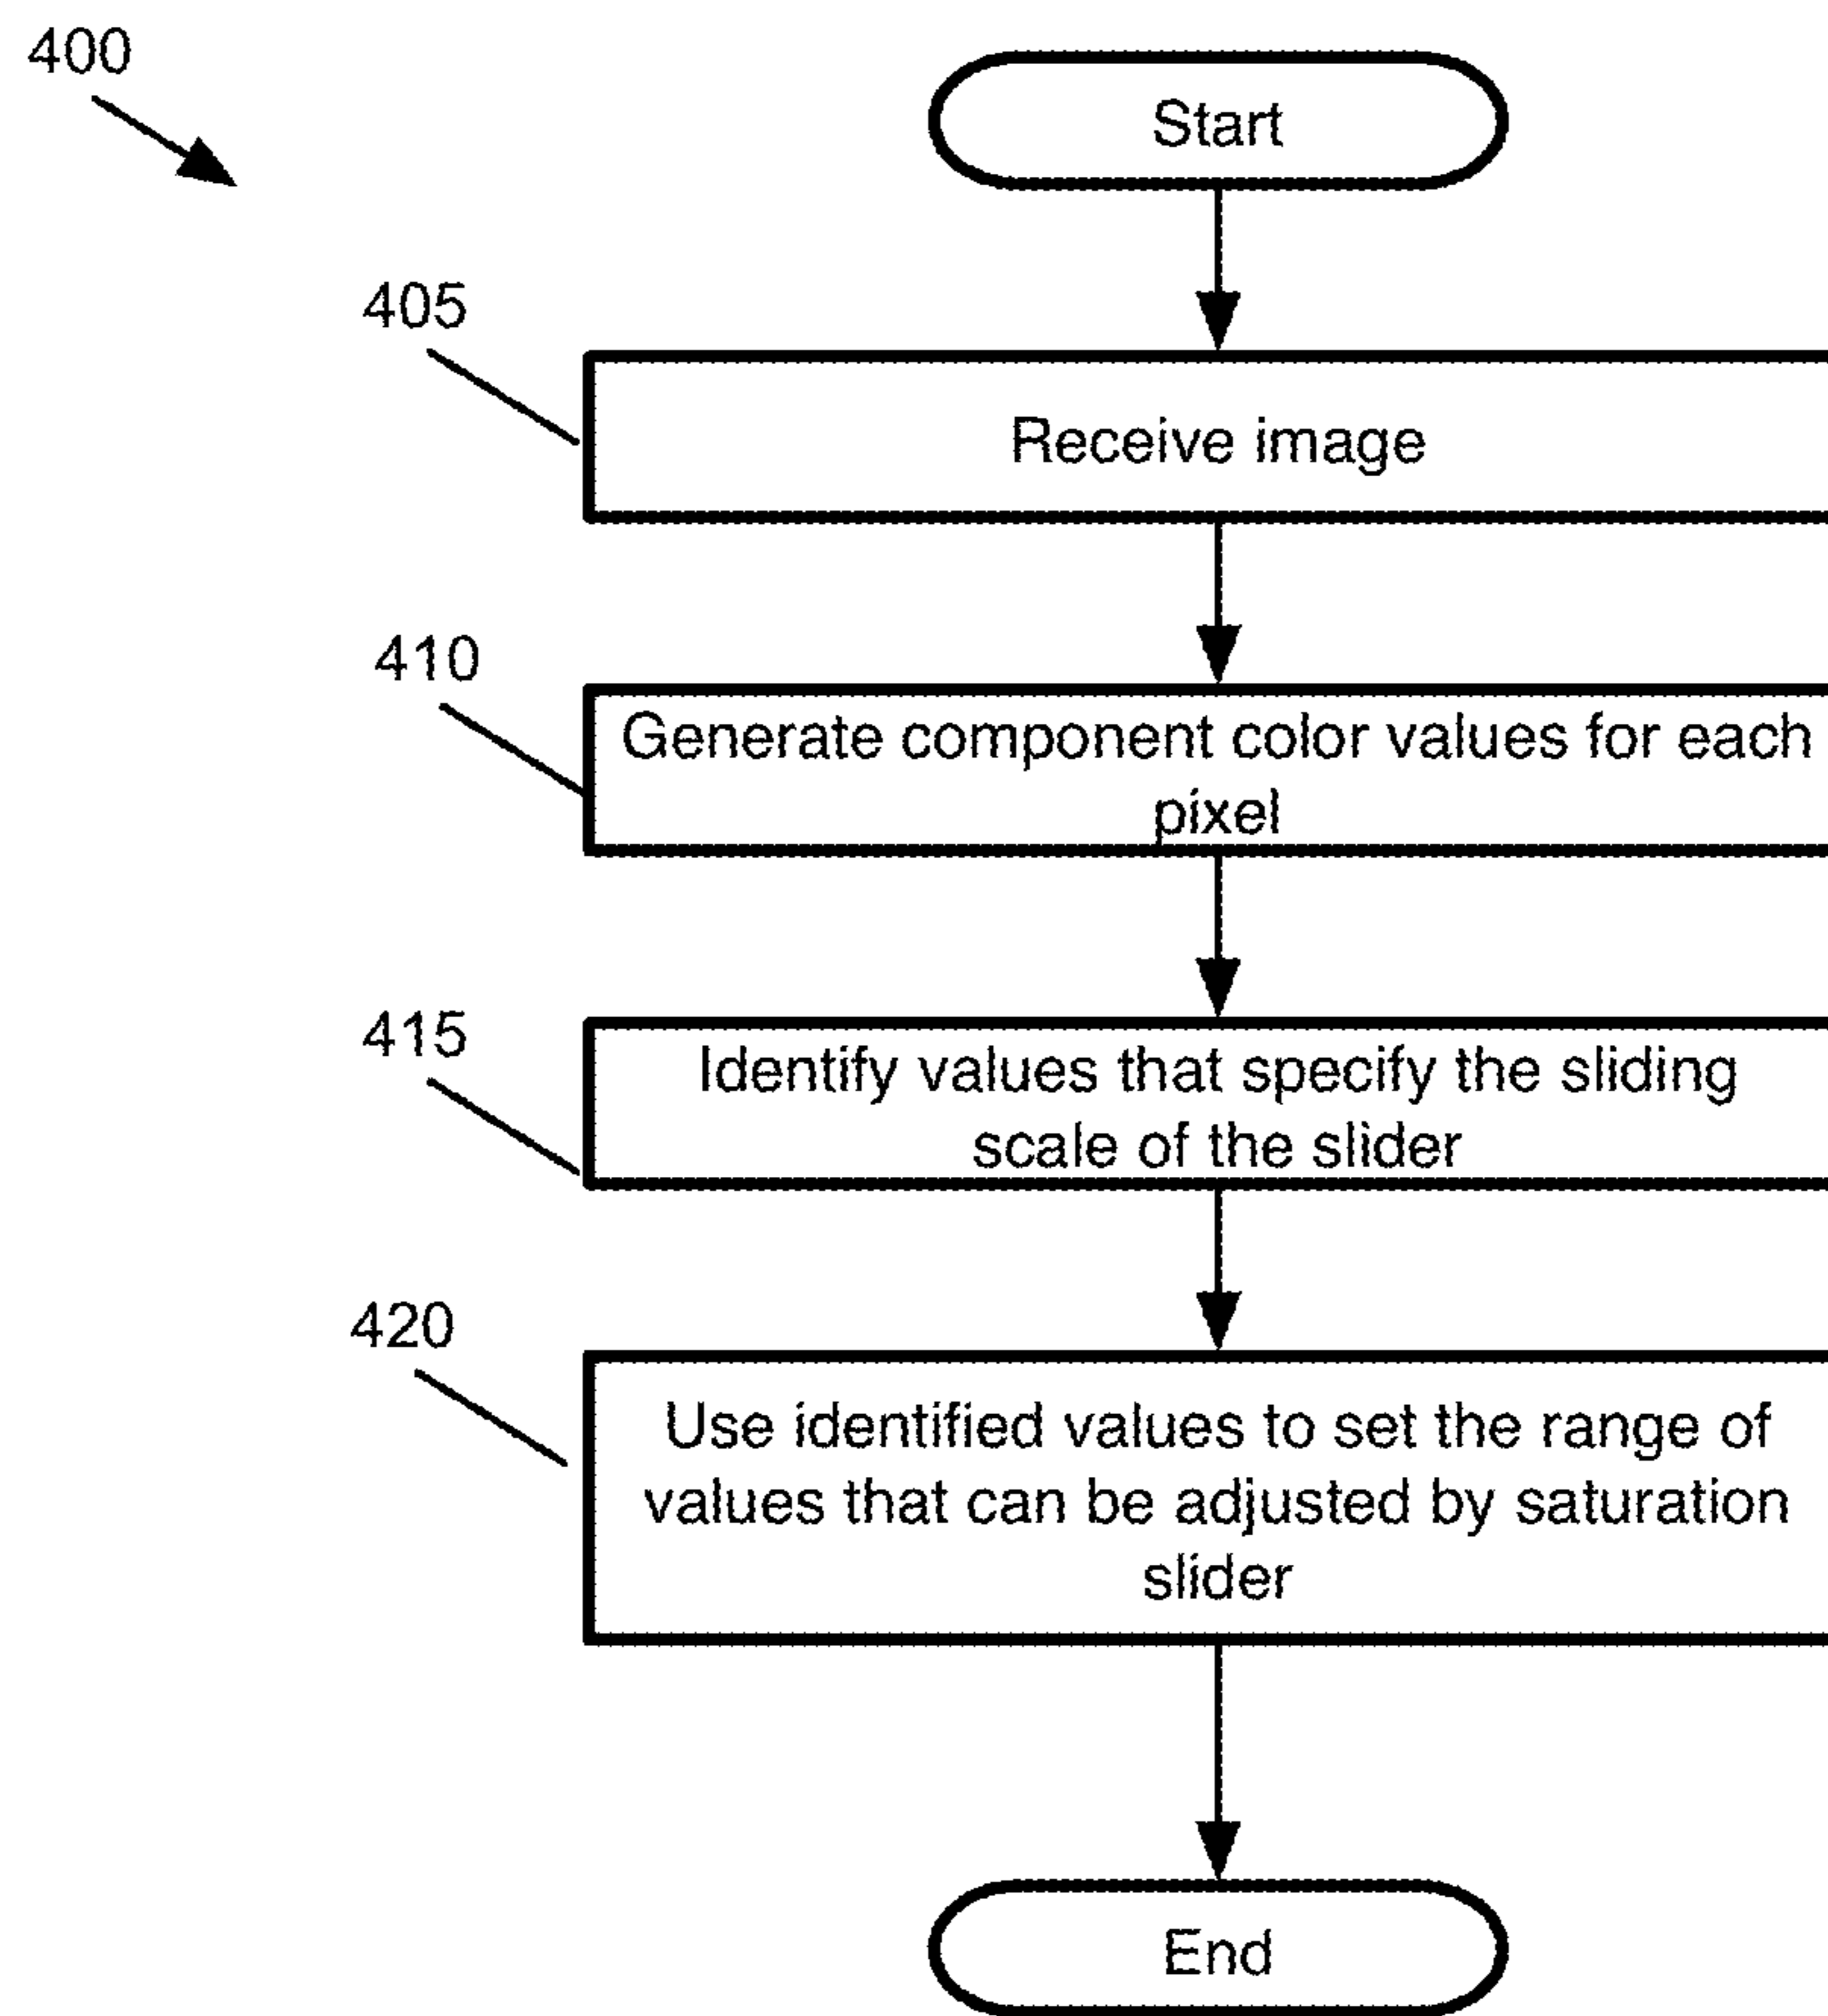 400
Start
405
Receive image
410
Generate component color values for each
pixel
415
Identify values that specify the sliding
scale of the slider
420
Use identified values to set the range of
values that can be adjusted by saturation
slider
End